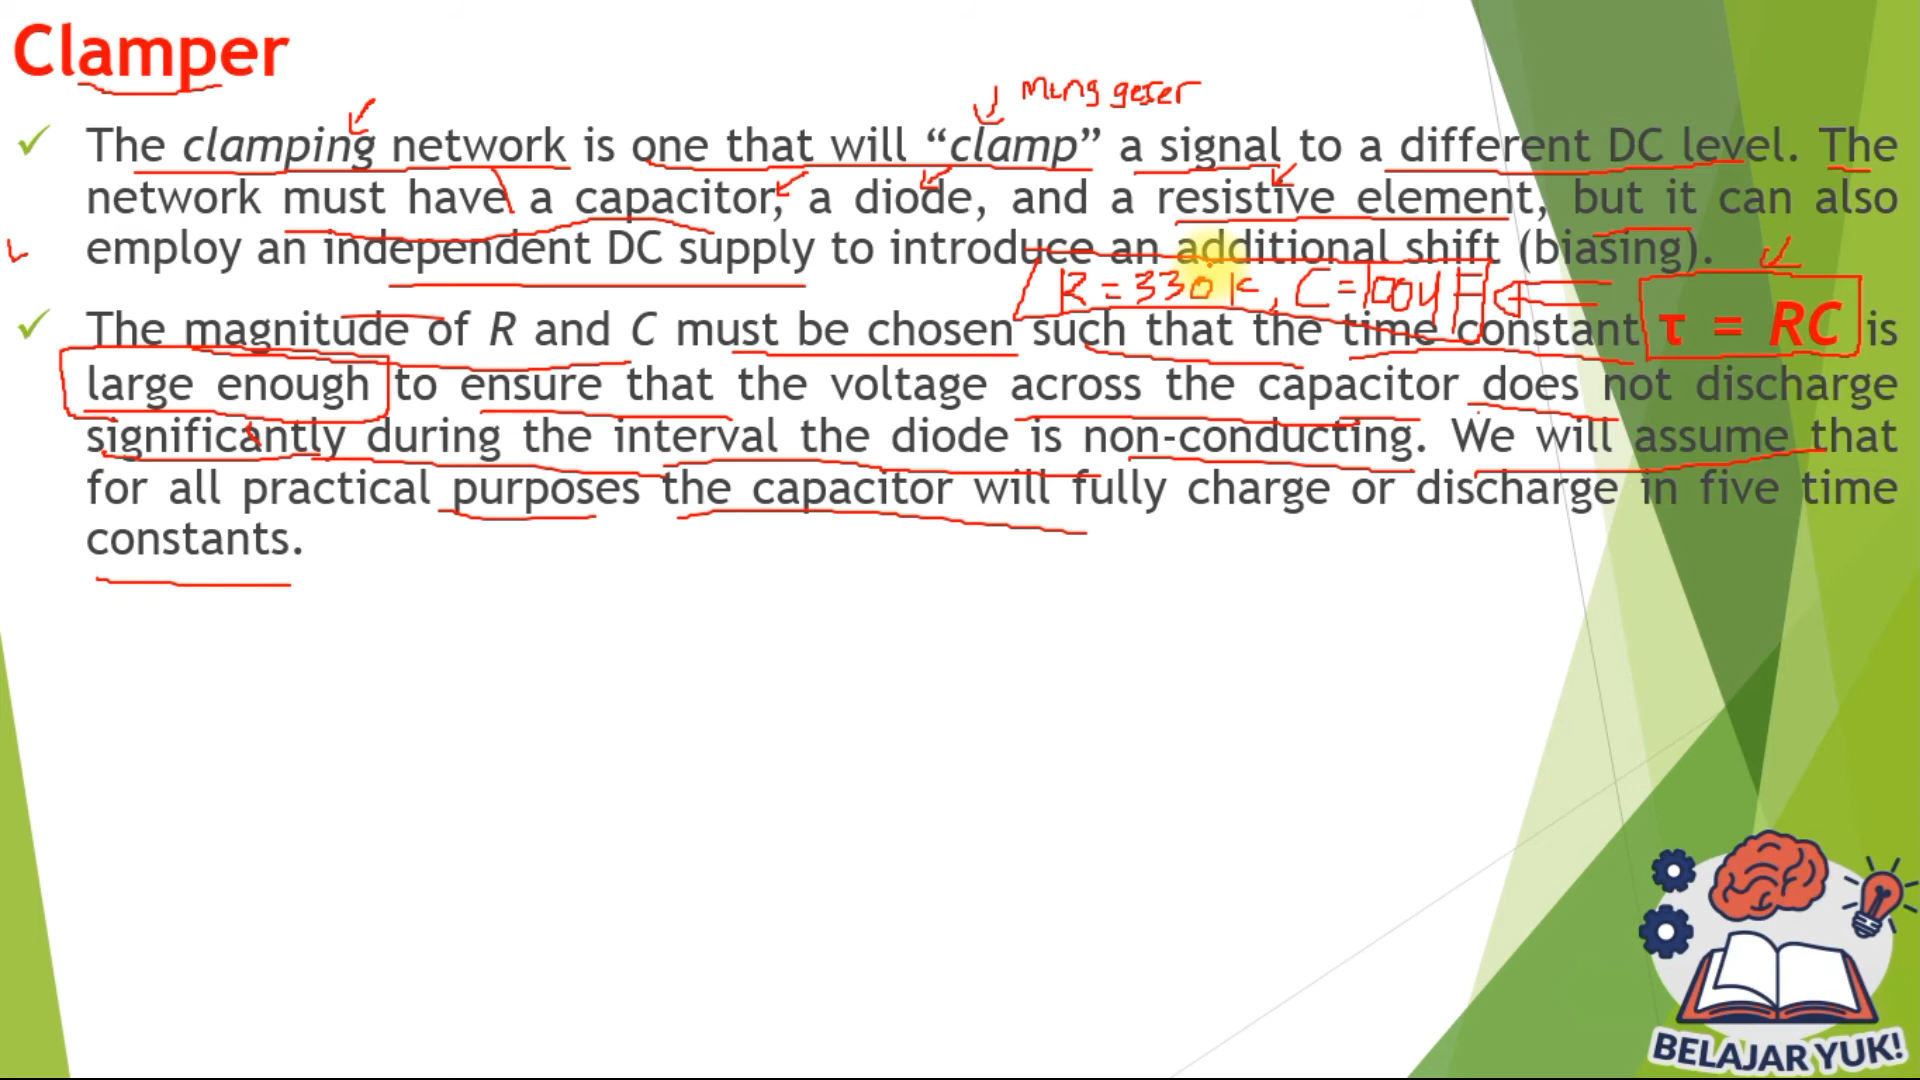 Clamper
Meng geser
The clamping network is one that will “clamp” a signal to a different DC level. The
network must have a capacitor, a diode, and a resistive element, but it can also
employ an independent DC supply to introduce an additional shift (biasing).
R = 330 K, C = 100 µF
The magnitude of R and C must be chosen such that the time constant τ = RC is
large enough to ensure that the voltage across the capacitor does not discharge
significantly during the interval the diode is non-conducting. We will assume that
for all practical purposes the capacitor will fully charge or discharge in five time
constants.
BELAJAR YUK!